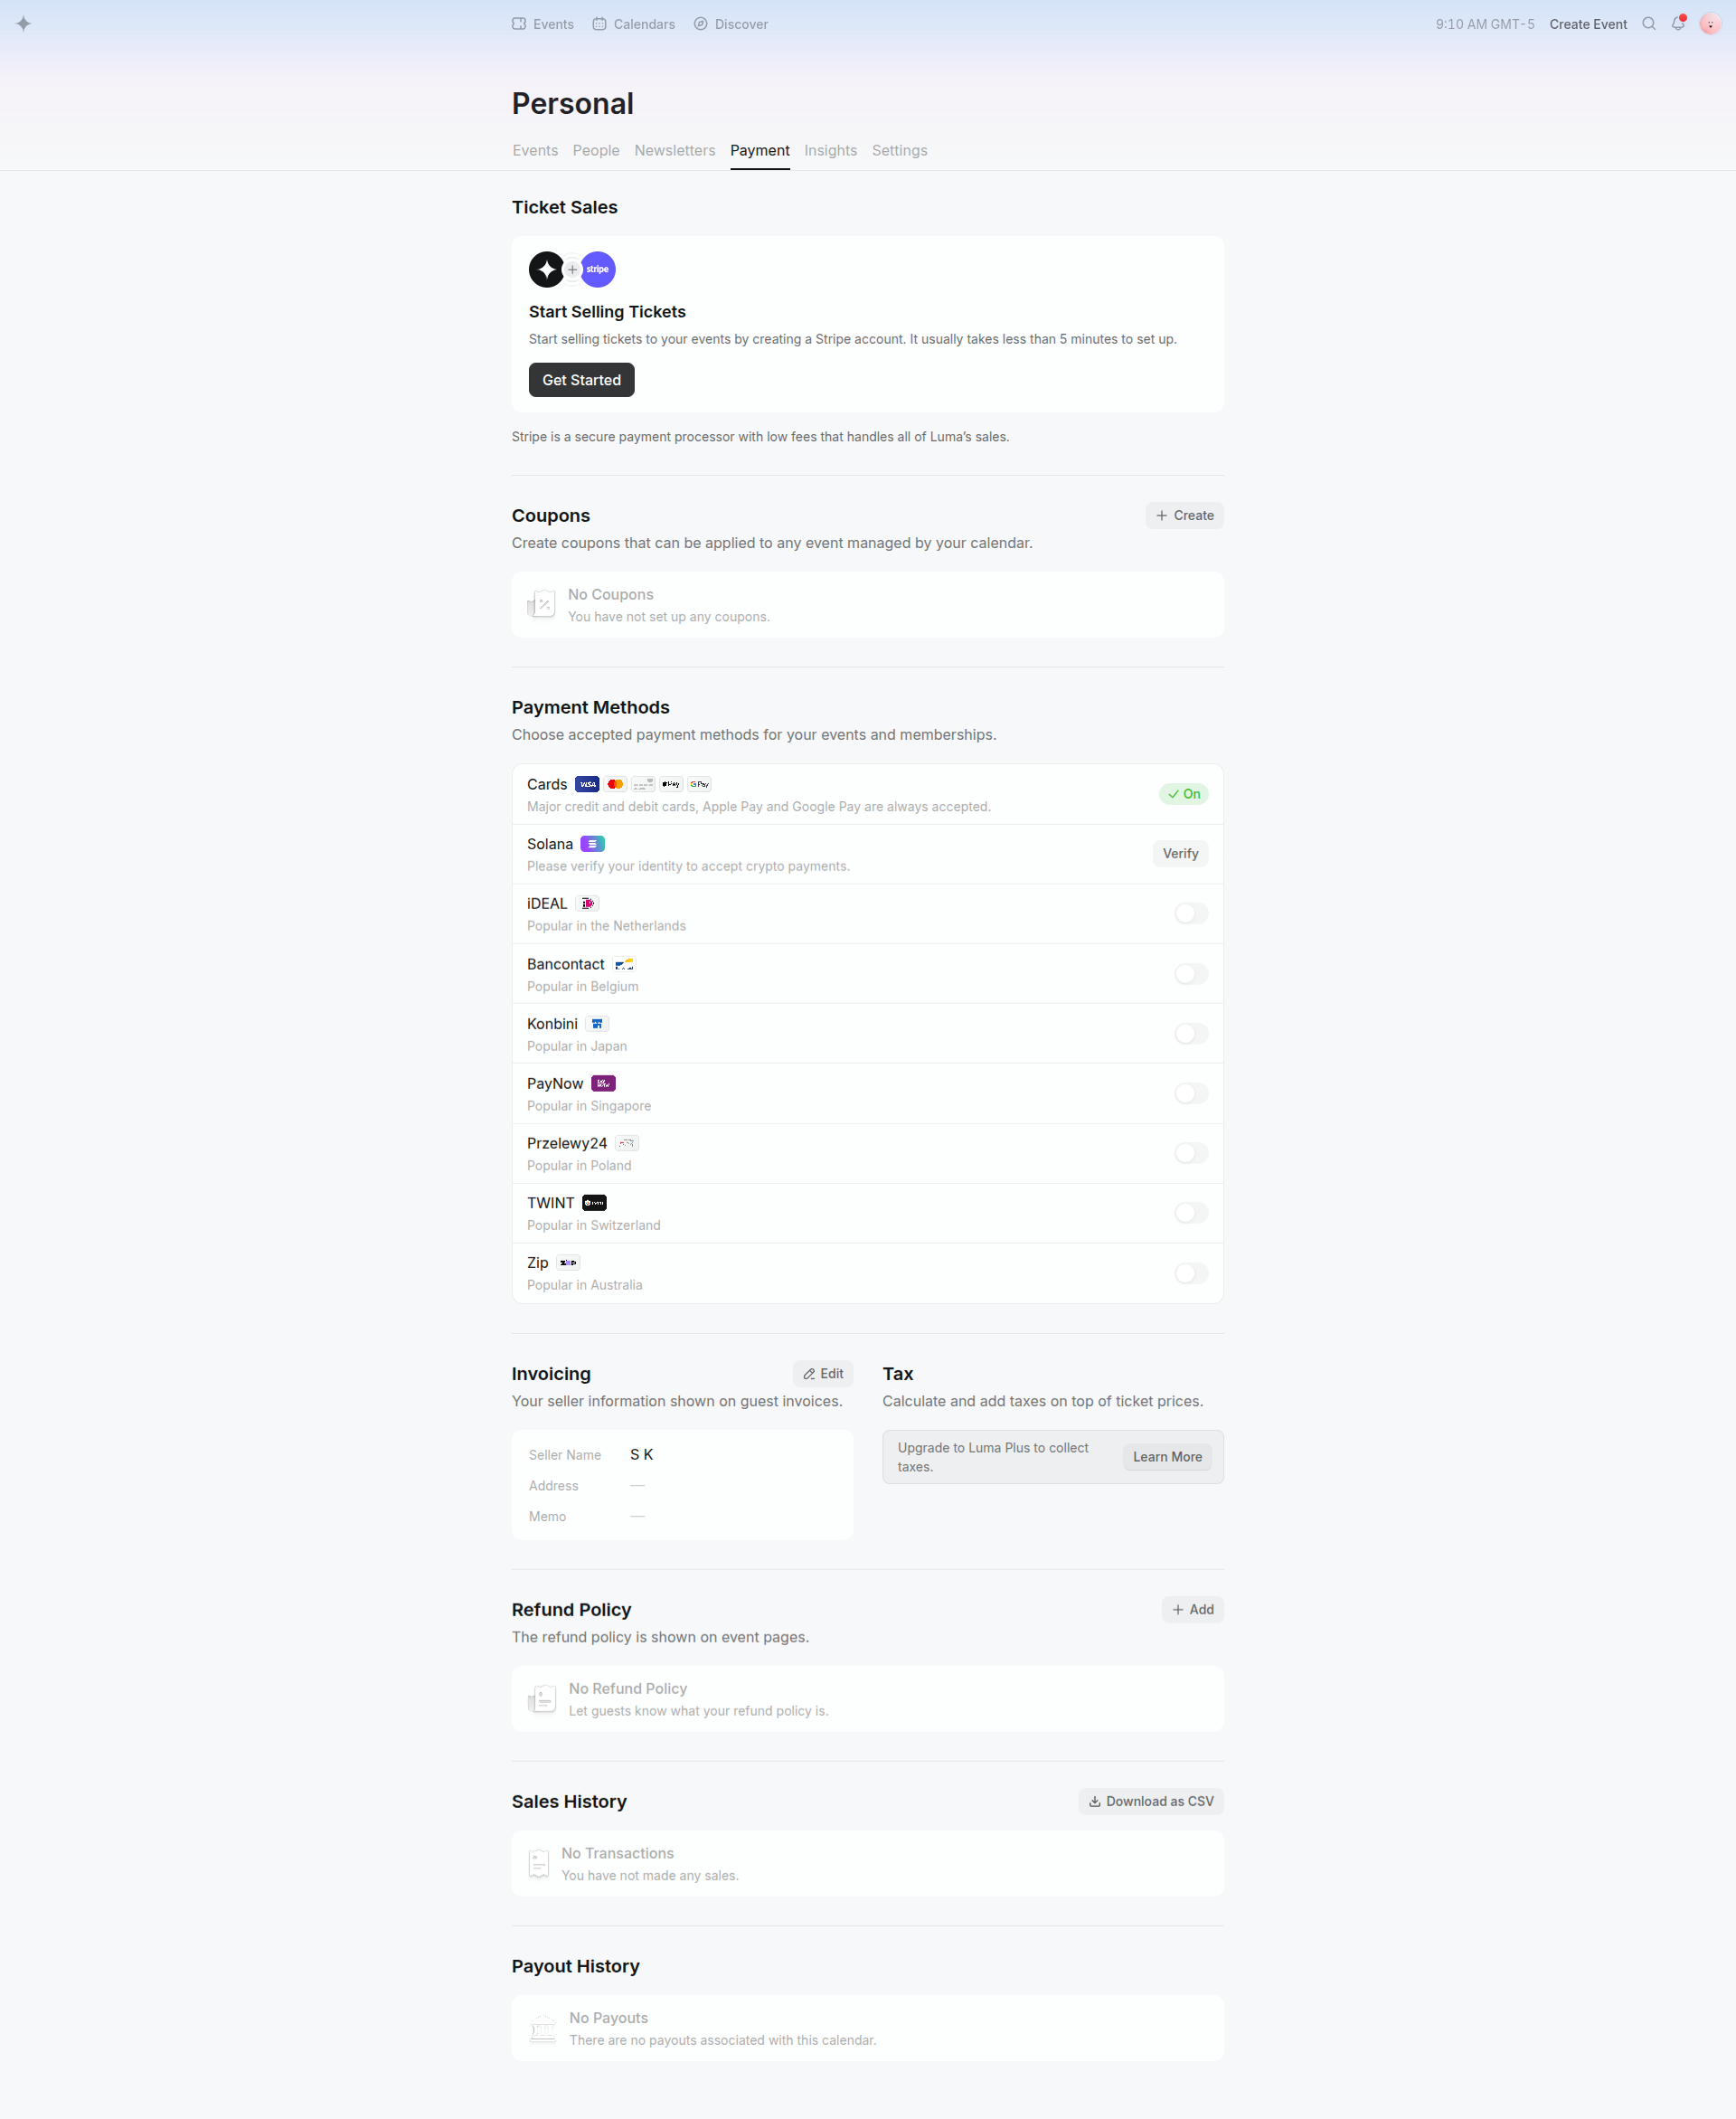 Events Calendars Discover
9:10 AM GMT-5 Create Event
Personal
Events People Newsletters Payment Insights Settings
Ticket Sales
stripe
Start Selling Tickets
Start selling tickets to your events by creating a Stripe account. It usually takes less than 5 minutes to set up.
Get Started
Stripe is a secure payment processor with low fees that handles all of Luma’s sales.
Coupons
Create
Create coupons that can be applied to any event managed by your calendar.
No Coupons
You have not set up any coupons.
Payment Methods
Choose accepted payment methods for your events and memberships.
Cards VISA Pay G Pay
Major credit and debit cards, Apple Pay and Google Pay are always accepted.
On
Solana
Please verify your identity to accept crypto payments.
Verify
iDEAL
Popular in the Netherlands
Bancontact
Popular in Belgium
Konbini
Popular in Japan
PayNow
Popular in Singapore
Przelewy24
Popular in Poland
TWINT
Popular in Switzerland
Zip
Popular in Australia
Invoicing
Edit
Your seller information shown on guest invoices.
Seller Name S K
Address —
Memo —
Tax
Calculate and add taxes on top of ticket prices.
Upgrade to Luma Plus to collect
taxes.
Learn More
Refund Policy
Add
The refund policy is shown on event pages.
No Refund Policy
Let guests know what your refund policy is.
Sales History
Download as CSV
No Transactions
You have not made any sales.
Payout History
No Payouts
There are no payouts associated with this calendar.